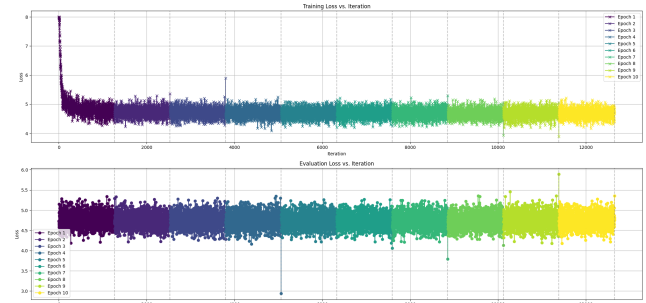 Training Loss vs. Iteration
8
7
6
5
4
Loss
Epoch 1
Epoch 2
Epoch 3
Epoch 4
Epoch 5
Epoch 6
Epoch 7
Epoch 8
Epoch 9
Epoch 10
0 2000 4000 6000 8000 10000 12000
Iteration
Evaluation Loss vs. Iteration
6.0
5.5
5.0
4.5
4.0
3.5
3.0
Loss
Epoch 1
Epoch 2
Epoch 3
Epoch 4
Epoch 5
Epoch 6
Epoch 7
Epoch 8
Epoch 9
Epoch 10